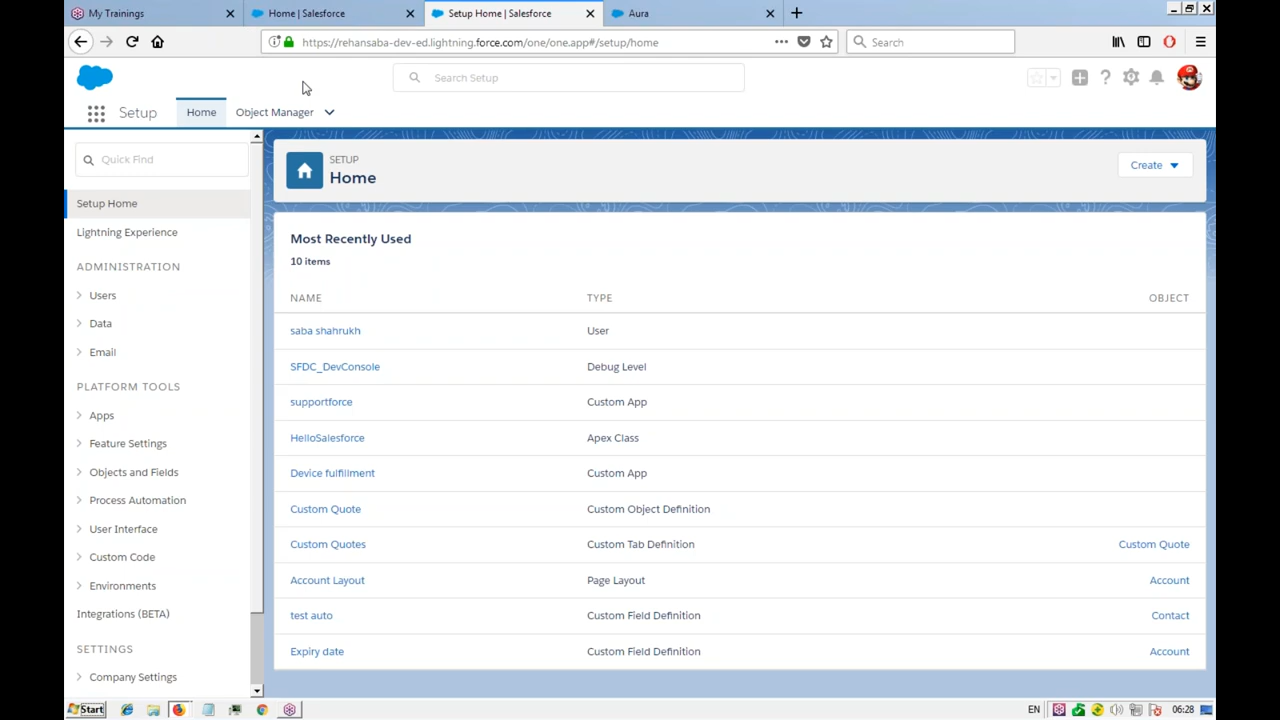 My Trainings
Home | Salesforce
Setup Home | Salesforce
Aura
https://rehansaba-dev-ed.lightning.force.com/one/one.app#/setup/home
Search
Search Setup
Setup
Home
Object Manager
Quick Find
Setup Home
Lightning Experience
ADMINISTRATION
Users
Data
Email
PLATFORM TOOLS
Apps
Feature Settings
Objects and Fields
Process Automation
User Interface
Custom Code
Environments
Integrations (BETA)
SETTINGS
Company Settings
SETUP
Home
Create
Most Recently Used
10 items
NAME TYPE OBJECT
saba shahrukh User
SFDC_DevConsole Debug Level
supportforce Custom App
HelloSalesforce Apex Class
Device fulfillment Custom App
Custom Quote Custom Object Definition
Custom Quotes Custom Tab Definition Custom Quote
Account Layout Page Layout Account
test auto Custom Field Definition Contact
Expiry date Custom Field Definition Account
Start
EN
06:28